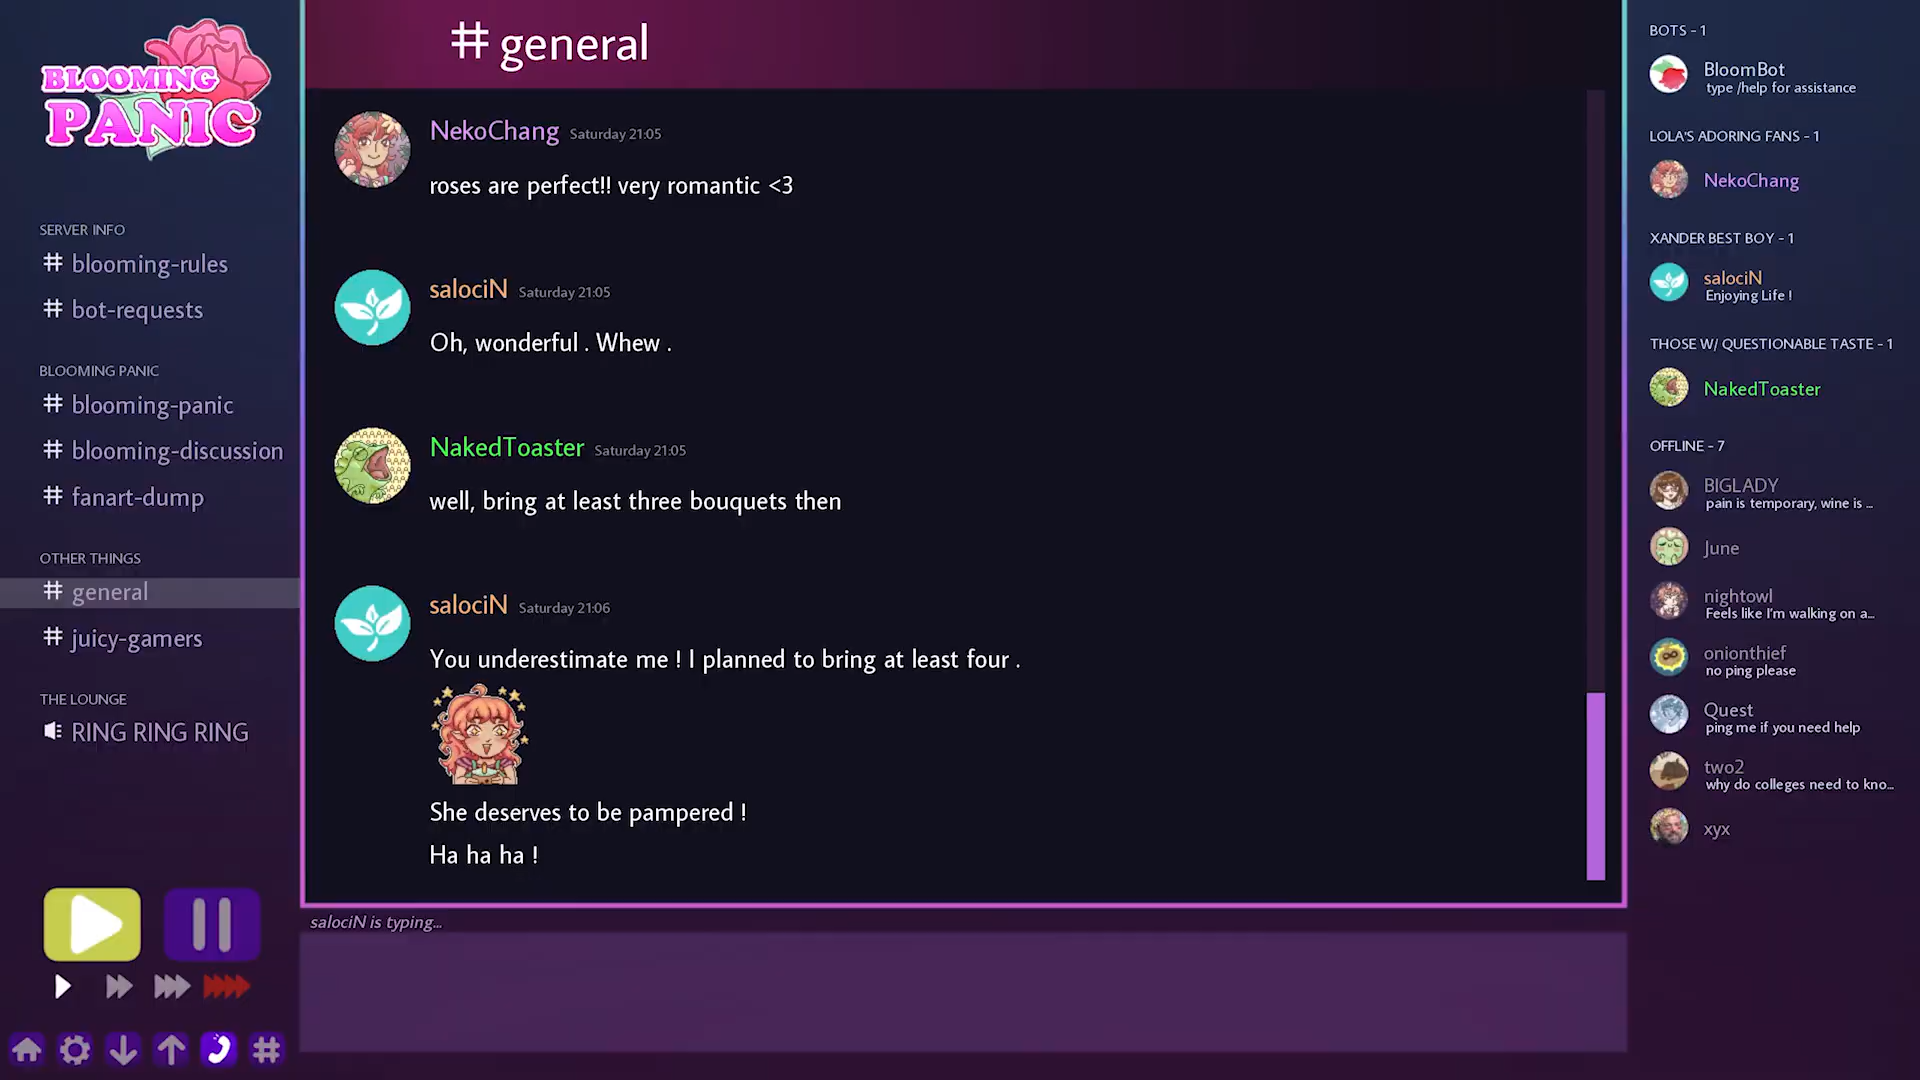 BLOOMING
PANIC
SERVER INFO
# blooming-rules
# bot-requests
BLOOMING PANIC
# blooming-panic
# blooming-discussion
# fanart-dump
OTHER THINGS
# general
# juicy-gamers
THE LOUNGE
RING RING RING
# general
NekoChang Saturday 21:05
roses are perfect!! very romantic <3
salociN Saturday 21:05
Oh, wonderful . Whew .
NakedToaster Saturday 21:05
well, bring at least three bouquets then
salociN Saturday 21:06
You underestimate me ! I planned to bring at least four .
She deserves to be pampered !
Ha ha ha !
salociN is typing...
BOTS - 1
BloomBot
type /help for assistance
LOLA'S ADORING FANS - 1
NekoChang
XANDER BEST BOY - 1
salociN
Enjoying Life !
THOSE W/ QUESTIONABLE TASTE - 1
NakedToaster
OFFLINE - 7
BIGLADY
pain is temporary, wine is ...
June
nightowl
Feels like I'm walking on a...
onionthief
no ping please
Quest
ping me if you need help
two2
why do colleges need to kno...
xyx